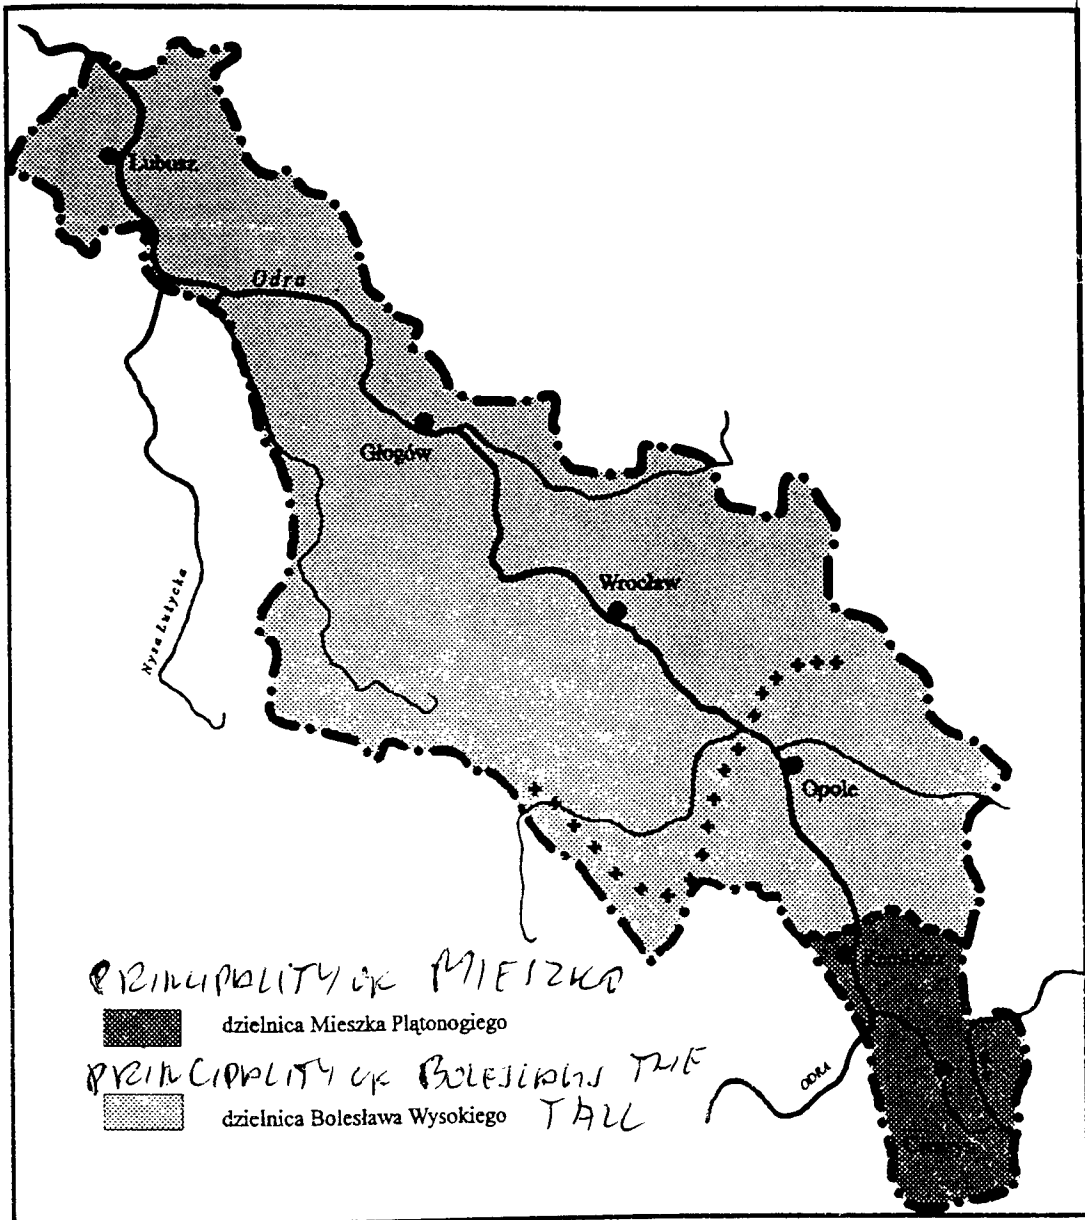 Lubusz
Odra
Głogów
Wrocław
Nysa Łużycka
Opole
PRINCIPALITY OF MIESZKO
dzielnica Mieszka Plątonogiego
PRINCIPALITY OF BOLESLAUS THE
TALL
dzielnica Bolesława Wysokiego
ODRA